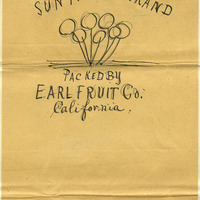 SUN
BRAND
PACKED BY
EARL FRUIT Co.
California.